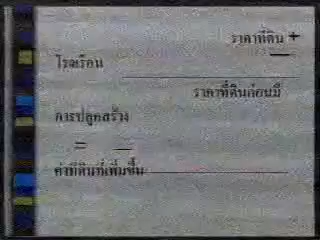 ราคาที่ดิน +
โรงเรือน
ราคาที่ดินก่อนมี
การปลูกสร้าง
=
ค่าที่ดินที่เพิ่มขึ้น